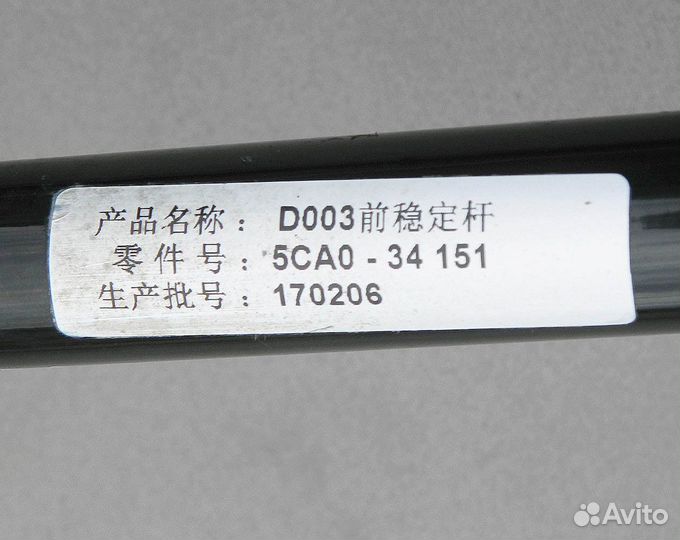 产品名称： D003前稳定杆
零 件 号：5CA0 - 34 151
生产批号：170206
Avito